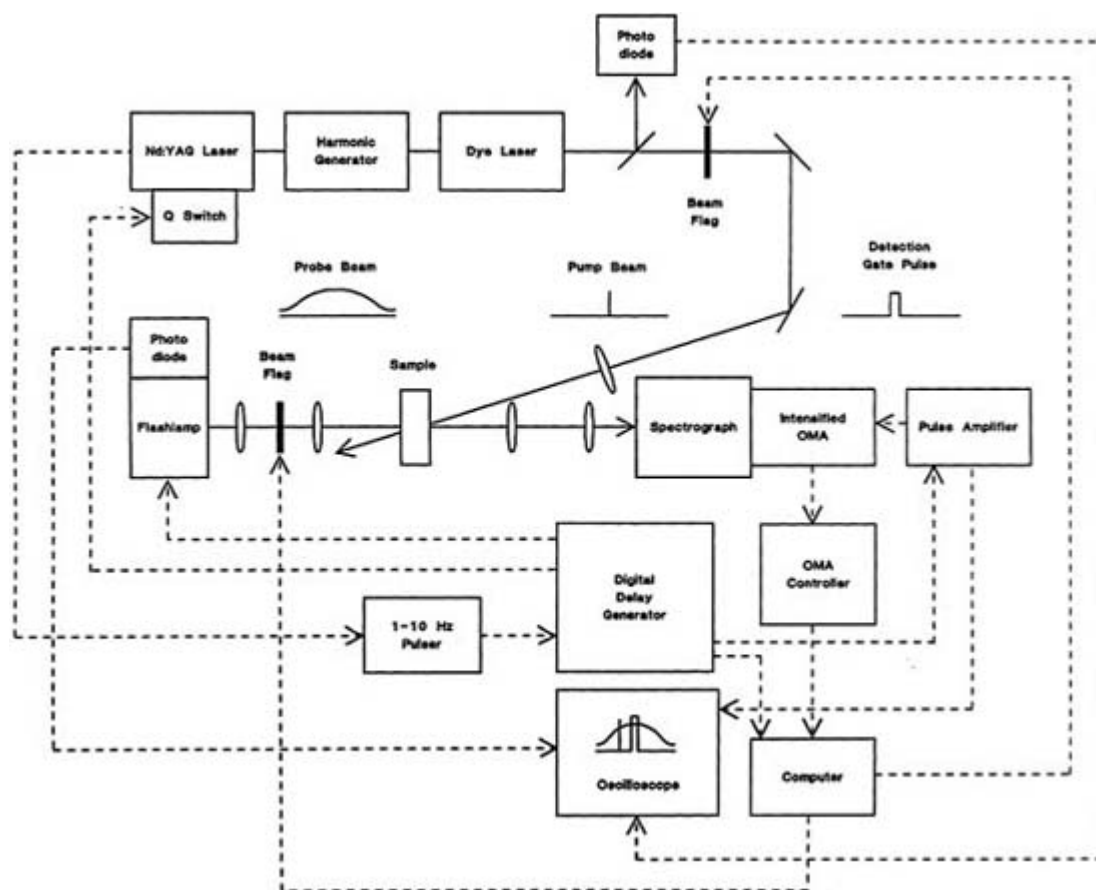 Photo
diode
Nd:YAG Laser
Harmonic
Generator
Dye Laser
Q Switch
Beam
Flag
Probe Beam
Pump Beam
Detection
Gate Pulse
Photo
diode
Beam
Flag
Sample
Flashlamp
Spectrograph
Intensified
OMA
Pulse Amplifier
Digital
Delay
Generator
OMA
Controller
1-10 Hz
Pulser
Oscilloscope
Computer